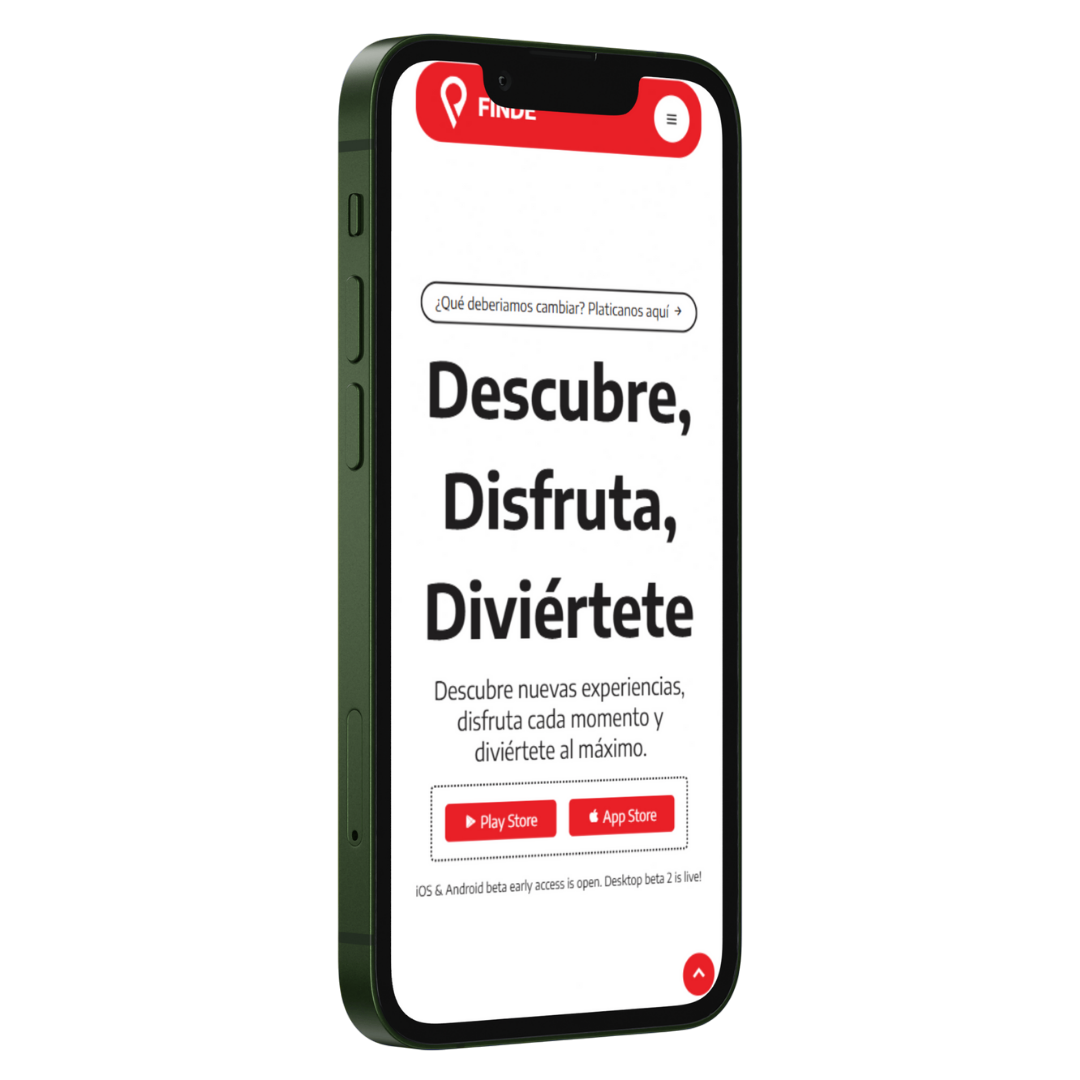 FINDE
¿Qué deberiamos cambiar? Platicanos aquí →
Descubre,
Disfruta,
Diviértete
Descubre nuevas experiencias,
disfruta cada momento y
diviértete al máximo.
Play Store
App Store
iOS & Android beta early access is open. Desktop beta 2 is live!